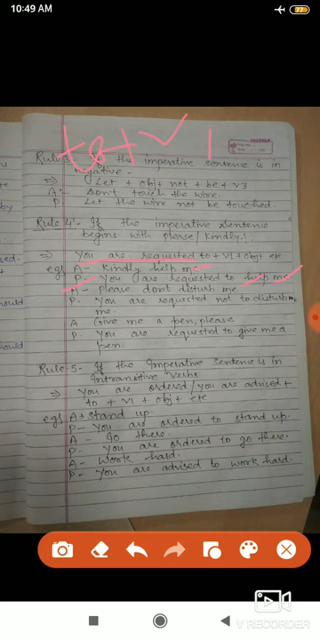 10:49 AM
77
Rule 3- If the imperative sentence is in
negative -
⇒ Let + obj + not + be + V3
A- Don't touch the wire.
P. Let the wire not be touched.
Rule 4- If the imperative sentence
begins with please/kindly.
⇒ You are requested to + V1 + obj etc
egs A- Kindly help me
P- You are requested to help me
A- Please don't disturb me
P- You are requested not to disturb
me.
A Give me a pen, please
P- You are requested to give me a
pen.
Rule 5- If the Imperative Sentence is in
Intransitive Verbs
⇒ You are ordered/you are advised +
to + V1 + obj + etc
egs A+ Stand up
P- You are ordered to stand up.
A- Go there
P- You are ordered to go there.
A- Work hard.
P- You are advised to work hard.
V RECORDER